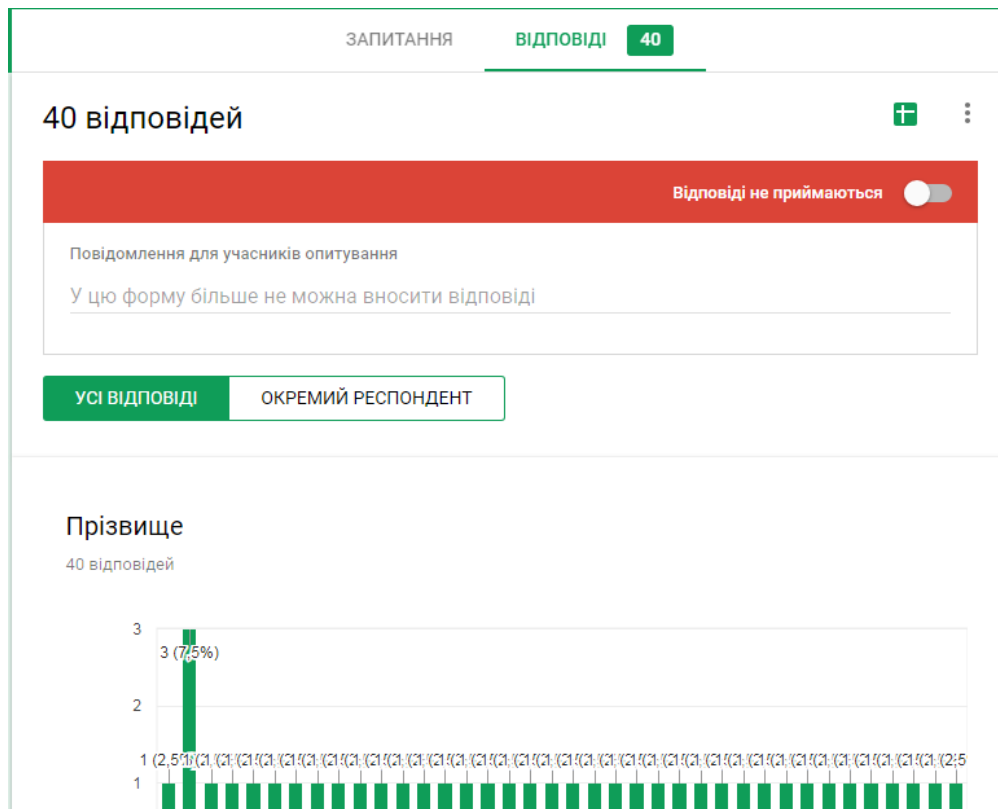 ЗАПИТАННЯ ВІДПОВІДІ 40
40 відповідей
Відповіді не приймаються
Повідомлення для учасників опитування
У цю форму більше не можна вносити відповіді
УСІ ВІДПОВІДІ ОКРЕМИЙ РЕСПОНДЕНТ
Прізвище
40 відповідей
3
3 (7,5%)
2
1